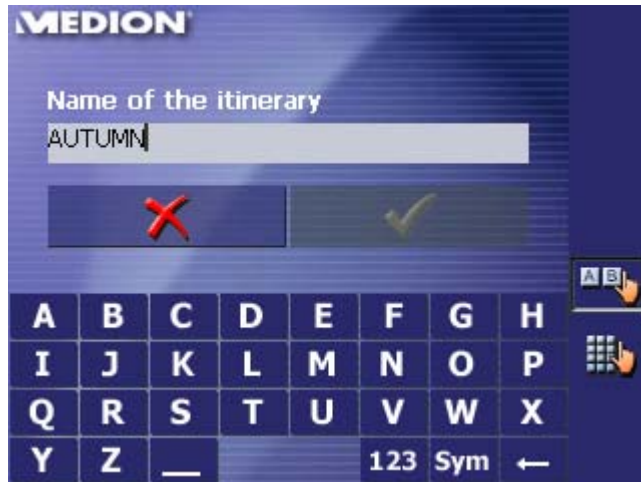 MEDION
Name of the itinerary
AUTUMN
A B C D E F G H
I J K L M N O P
Q R S T U V W X
Y Z _ 123 Sym ←
A B